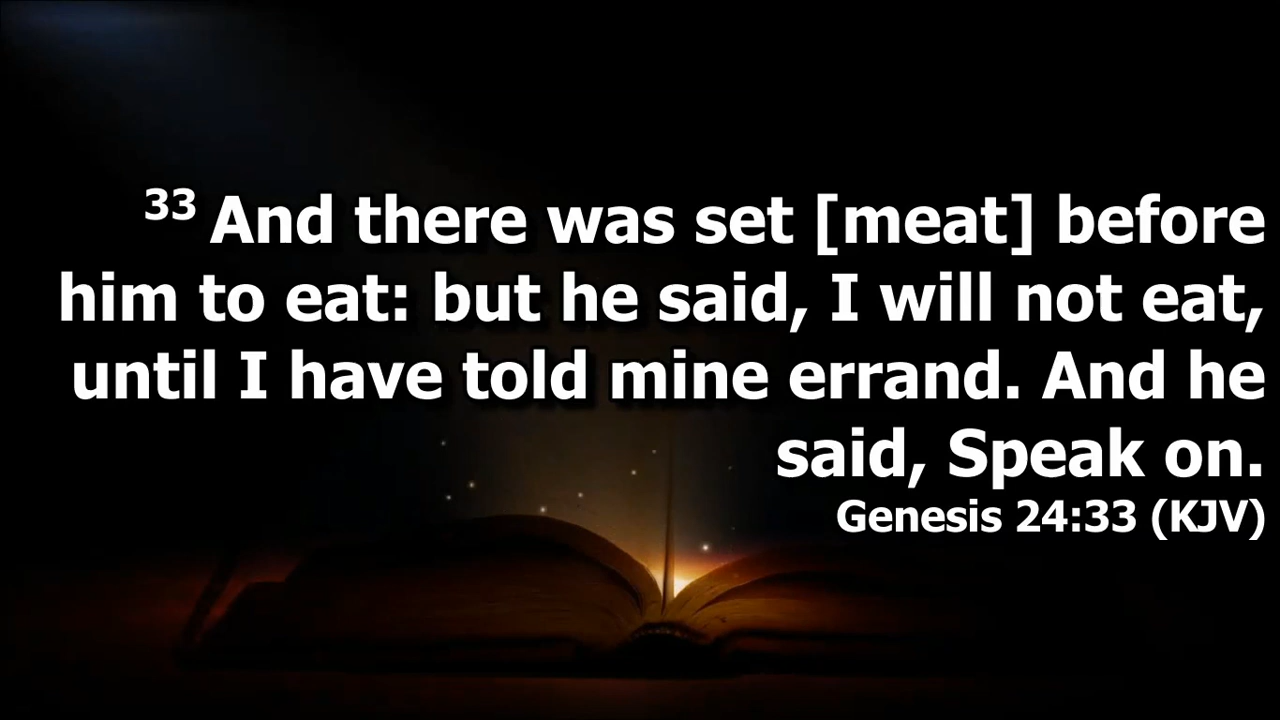 33 And there was set [meat] before
him to eat: but he said, I will not eat,
until I have told mine errand. And he
said, Speak on.
Genesis 24:33 (KJV)